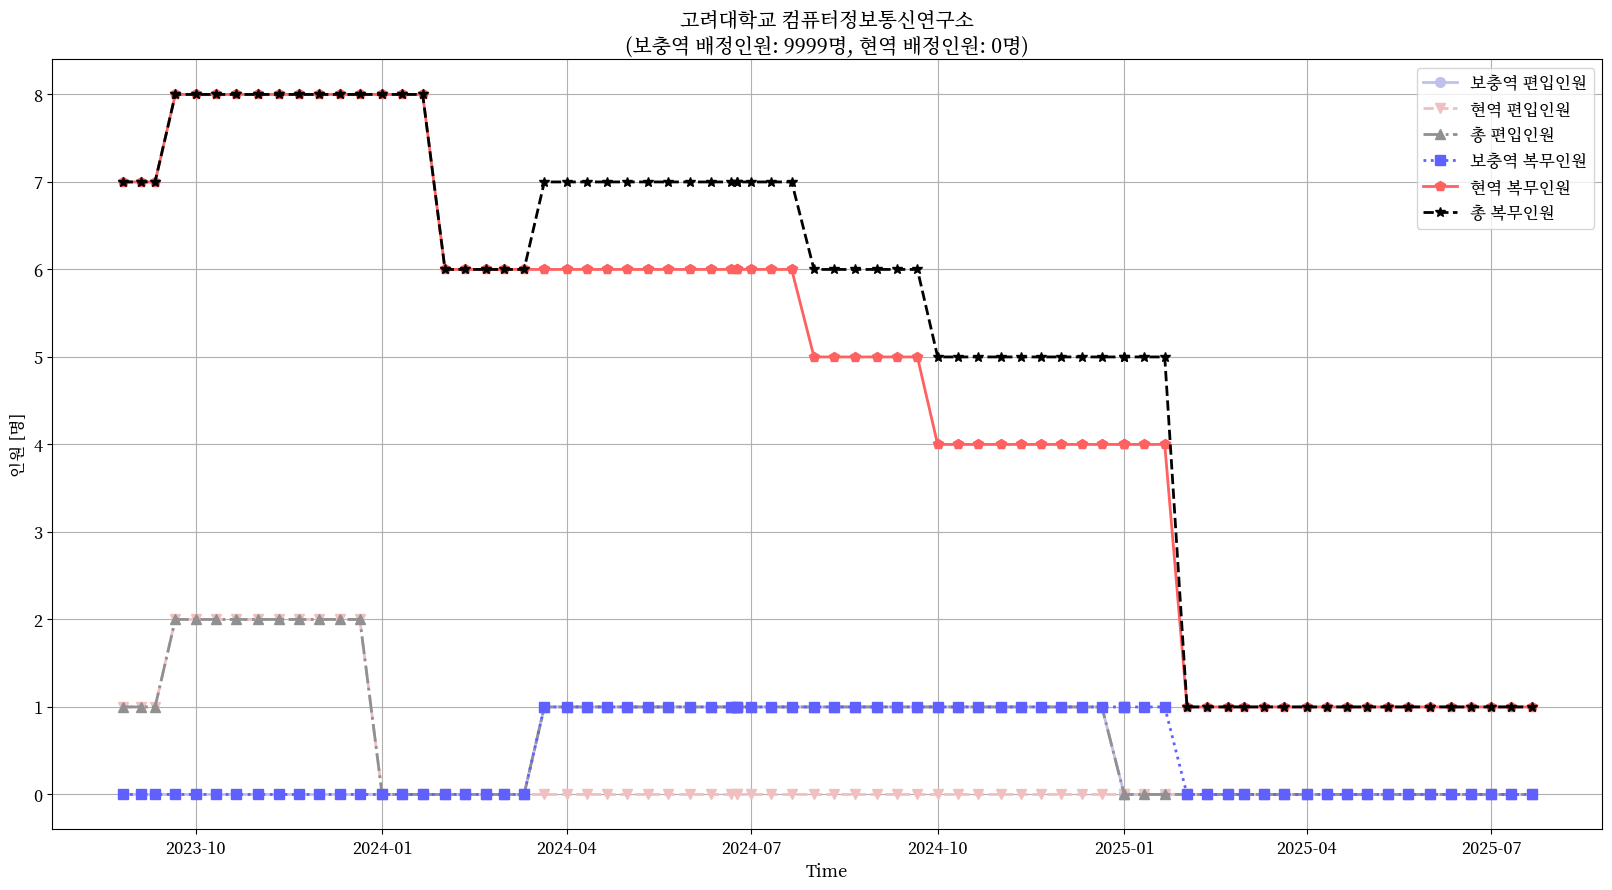 고려대학교 컴퓨터정보통신연구소
(보충역 배정인원: 9999명, 현역 배정인원: 0명)
보충역 편입인원
현역 편입인원
총 편입인원
보충역 복무인원
현역 복무인원
총 복무인원
인원 [명]
8
7
6
5
4
3
2
1
0
2023-10
2024-01
2024-04
2024-07
2024-10
2025-01
2025-04
2025-07
Time